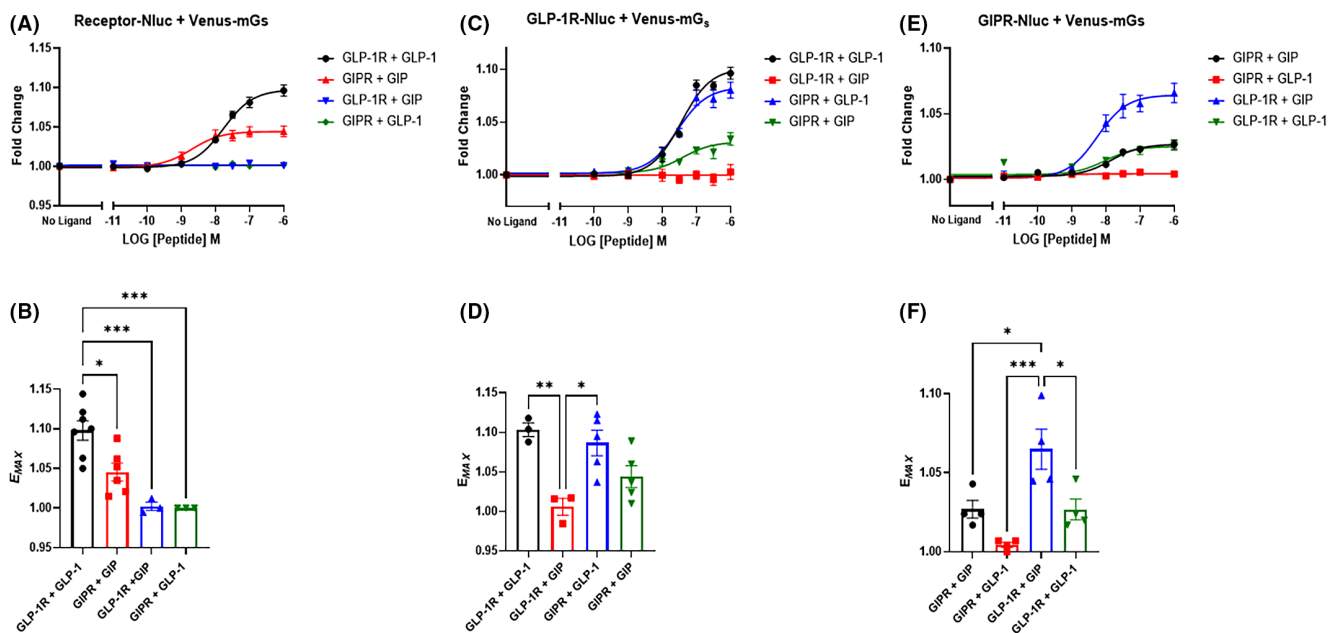 (A)
Receptor-Nluc + Venus-mGs
1.15
1.10
1.05
1.00
0.95
Fold Change
No Ligand
-11 -10 -9 -8 -7 -6
LOG [Peptide] M
GLP-1R + GLP-1
GIPR + GIP
GLP-1R + GIP
GIPR + GLP-1
(C)
GLP-1R-Nluc + Venus-mGs
1.10
1.05
1.00
Fold Change
No Ligand
-11 -10 -9 -8 -7 -6
LOG [Peptide] M
GLP-1R + GLP-1
GLP-1R + GIP
GIPR + GLP-1
GIPR + GIP
(E)
GIPR-Nluc + Venus-mGs
1.10
1.05
1.00
Fold Change
No Ligand
-11 -10 -9 -8 -7 -6
LOG [Peptide] M
GIPR + GIP
GIPR + GLP-1
GLP-1R + GIP
GLP-1R + GLP-1
(B)
***
***
*
1.15
1.10
1.05
1.00
0.95
EMAX
GLP-1R + GLP-1
GIPR + GIP
GLP-1R +GIP
GIPR + GLP-1
(D)
** *
1.15
1.10
1.05
1.00
0.95
EMAX
GLP-1R + GLP-1
GLP-1R + GIP
GIPR + GLP-1
GIPR + GIP
(F)
*
*** *
1.10
1.05
1.00
EMAX
GIPR + GIP
GIPR + GLP-1
GLP-1R + GIP
GLP-1R + GLP-1